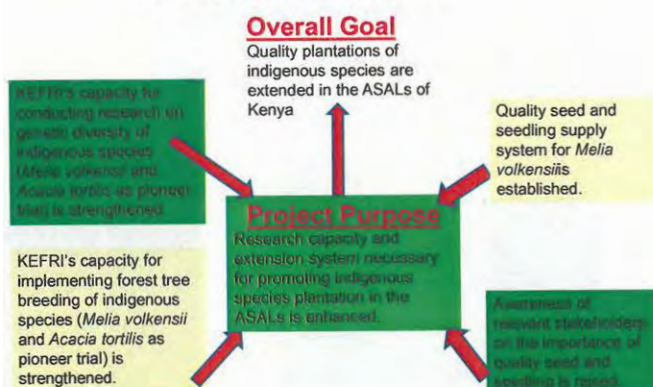 Overall Goal
Quality plantations of
indigenous species are
extended in the ASALs of
Kenya
KEFRI's capacity for
conducting research on
genetic diversity of
indigenous species
(Melia volkensii and
Acacia tortilis as pioneer
trial) is strengthened.
Quality seed and
seedling supply
system for Melia
volkensiiis
established.
Project Purpose
Research capacity and
extension system necessary
for promoting indigenous
species plantation in the
ASALs is enhanced.
KEFRI's capacity for
implementing forest tree
breeding of indigenous
species (Melia volkensii
and Acacia tortilis as
pioneer trial) is
strengthened.
Awareness of
relevant stakeholders
on the importance of
quality seed and
seedling is raised.